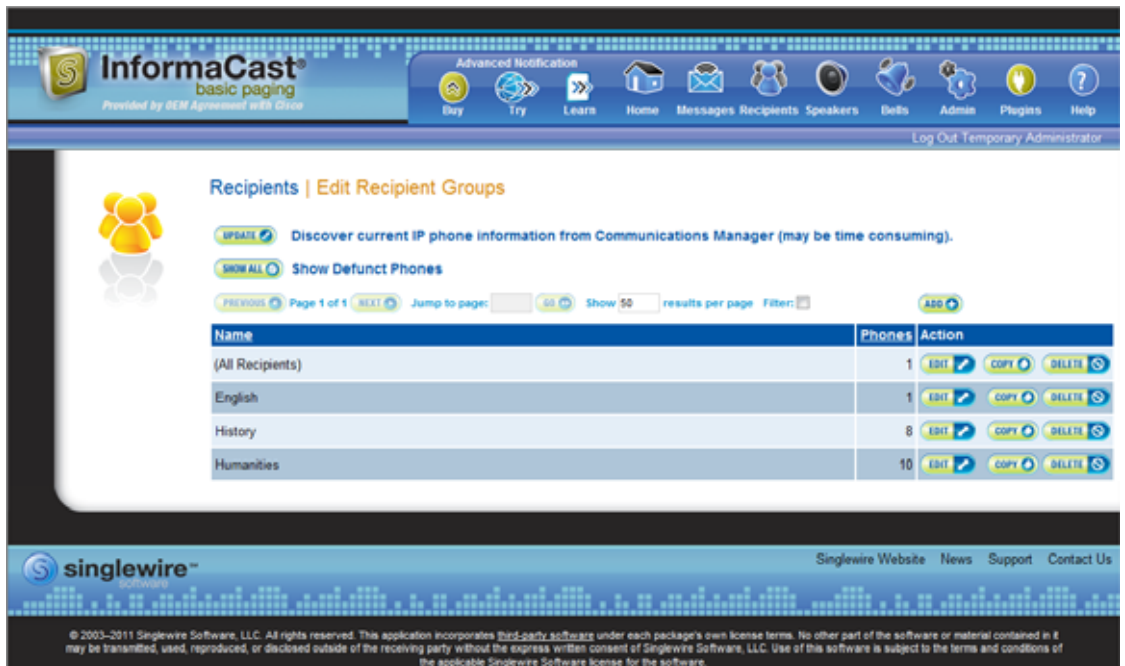 InformaCast®
basic paging
Provided by OEM Agreement with Cisco
Advanced Notification
Buy Try Learn Home Messages Recipients Speakers Bells Admin Plugins Help
Log Out Temporary Administrator
Recipients | Edit Recipient Groups
UPDATE Discover current IP phone information from Communications Manager (may be time consuming).
SHOW ALL Show Defunct Phones
PREVIOUS Page 1 of 1 NEXT Jump to page: GO Show 50 results per page Filter: ADD
Name Phones Action
(All Recipients) 1 EDIT COPY DELETE
English 1 EDIT COPY DELETE
History 8 EDIT COPY DELETE
Humanities 10 EDIT COPY DELETE
Singlewire Website News Support Contact Us
singlewire™
software
© 2003–2011 Singlewire Software, LLC. All rights reserved. This application incorporates third-party software under each package's own license terms. No other part of the software or material contained in it
may be transmitted, used, reproduced, or disclosed outside of the receiving party without the express written consent of Singlewire Software, LLC. Use of this software is subject to the terms and conditions of
the applicable Singlewire Software license for the software.